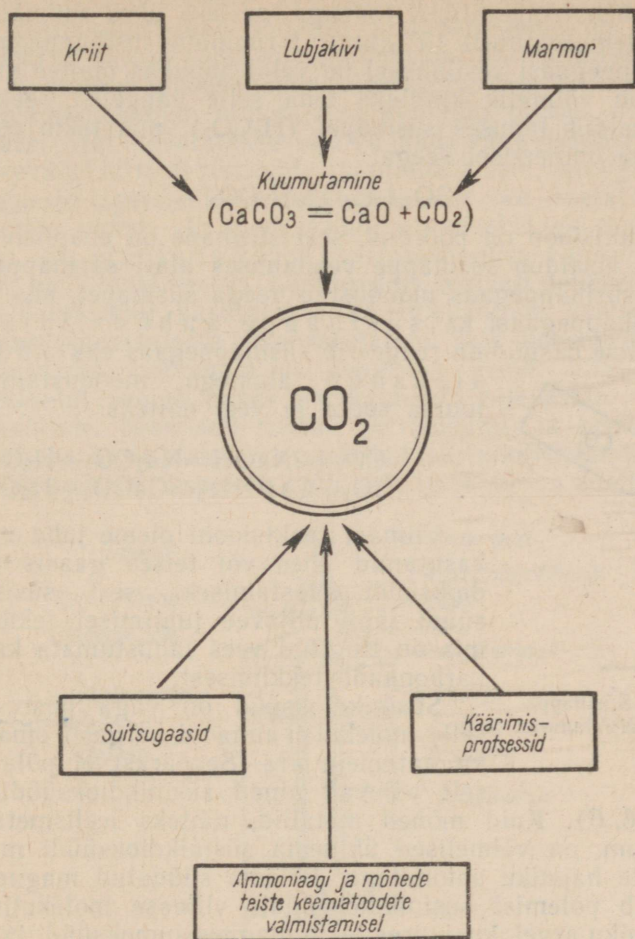 Kriit
Lubjakivi
Marmor
Kuumutamine
(CaCO₃ = CaO + CO₂)
CO₂
Suitsugaasid
Käärimis-
protsessid
Ammoniaagi ja mõnede
teiste keemiatoodete
valmistamisel